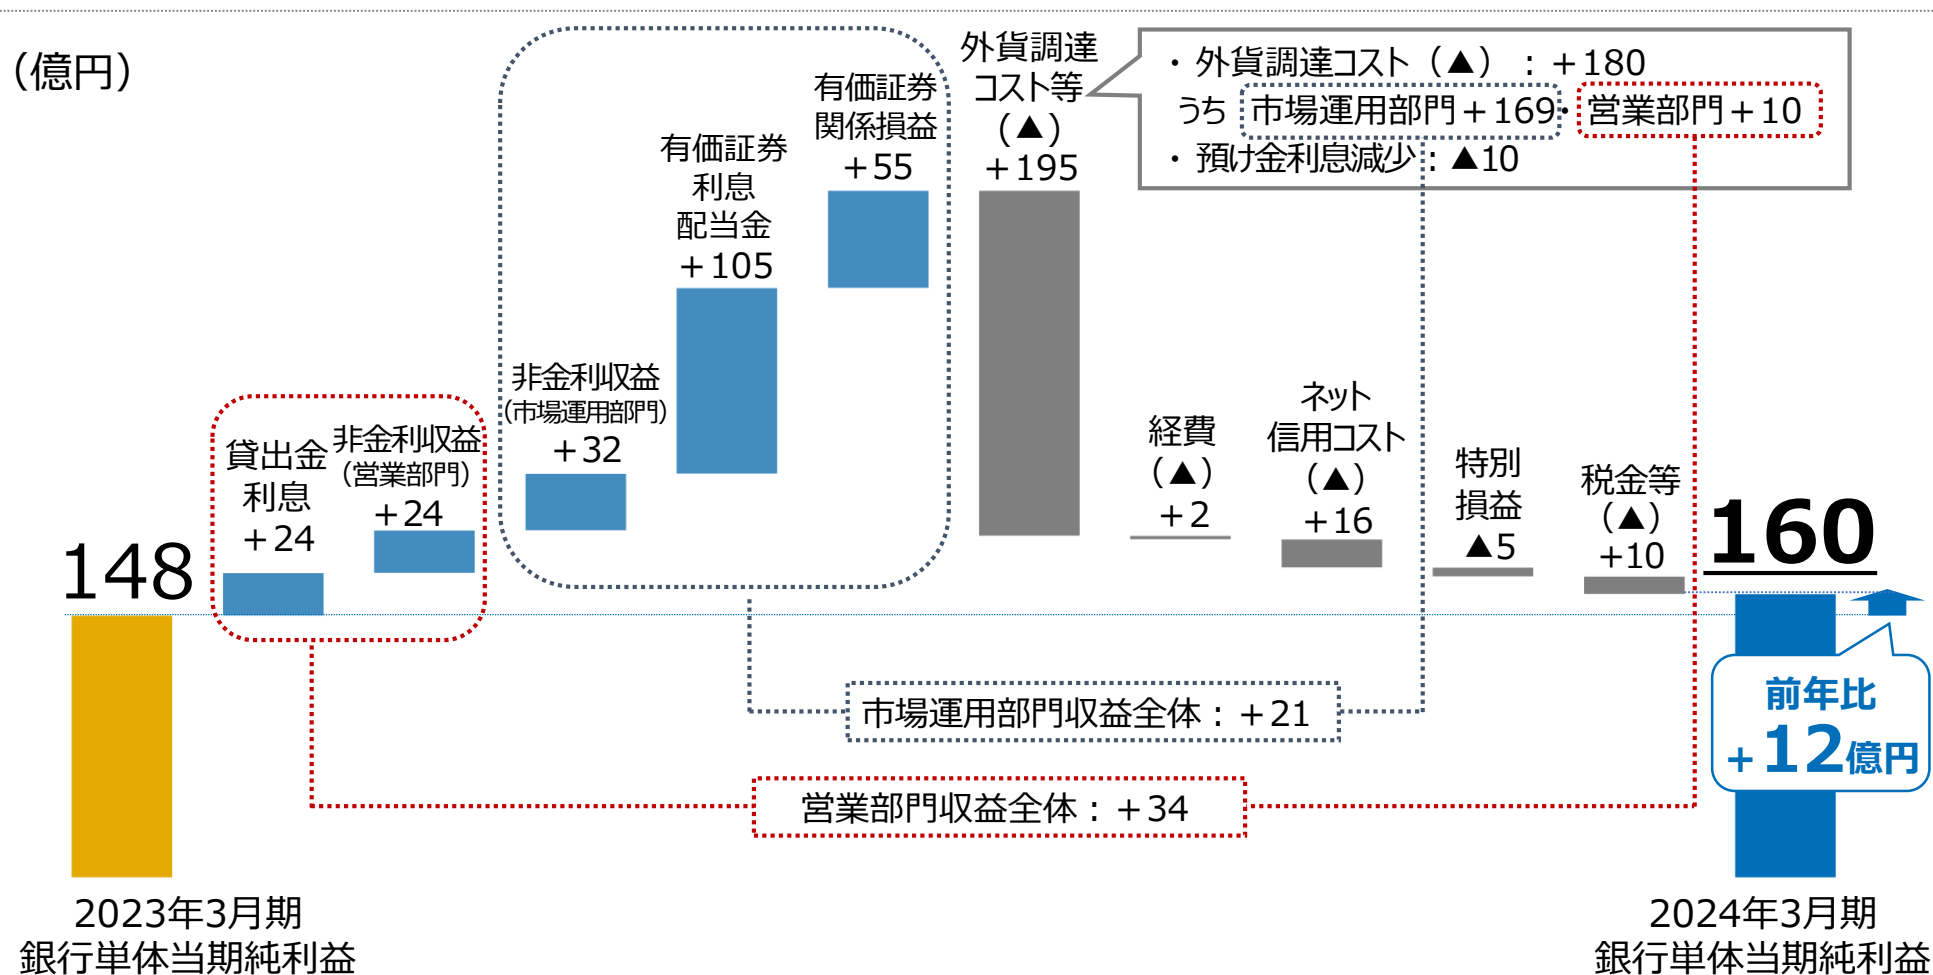 （億円）
148
貸出金
利息
＋24
非金利収益
（営業部門）
＋24
非金利収益
（市場運用部門）
＋32
有価証券
利息
配当金
＋105
有価証券
関係損益
＋55
外貨調達
コスト等
（▲）
＋195
・外貨調達コスト（▲）：＋180
うち 市場運用部門＋169・営業部門＋10
・預け金利息減少：▲10
経費
（▲）
＋2
ネット
信用コスト
（▲）
＋16
特別
損益
▲5
税金等
（▲）
＋10
160
前年比
＋12億円
市場運用部門収益全体：＋21
営業部門収益全体：＋34
2023年3月期
銀行単体当期純利益
2024年3月期
銀行単体当期純利益